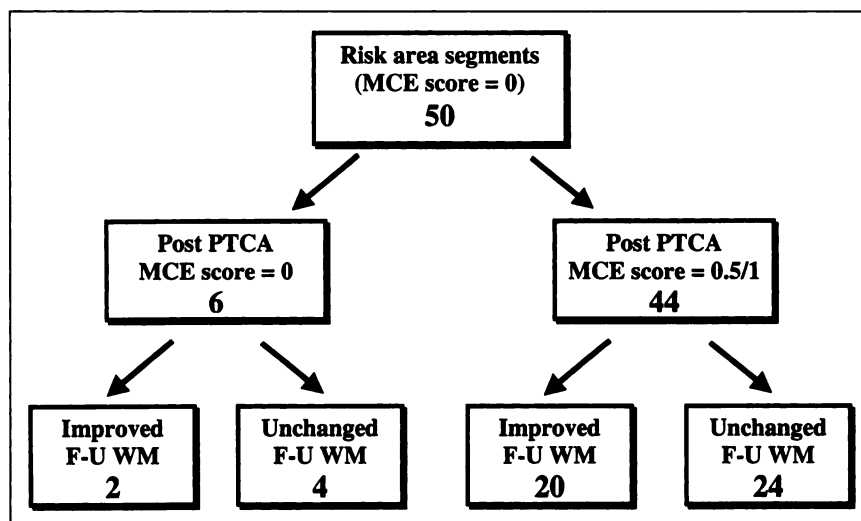 Risk area segments
(MCE score = 0)
50
Post PTCA
MCE score = 0
6
Post PTCA
MCE score = 0.5/1
44
Improved
F-U WM
2
Unchanged
F-U WM
4
Improved
F-U WM
20
Unchanged
F-U WM
24